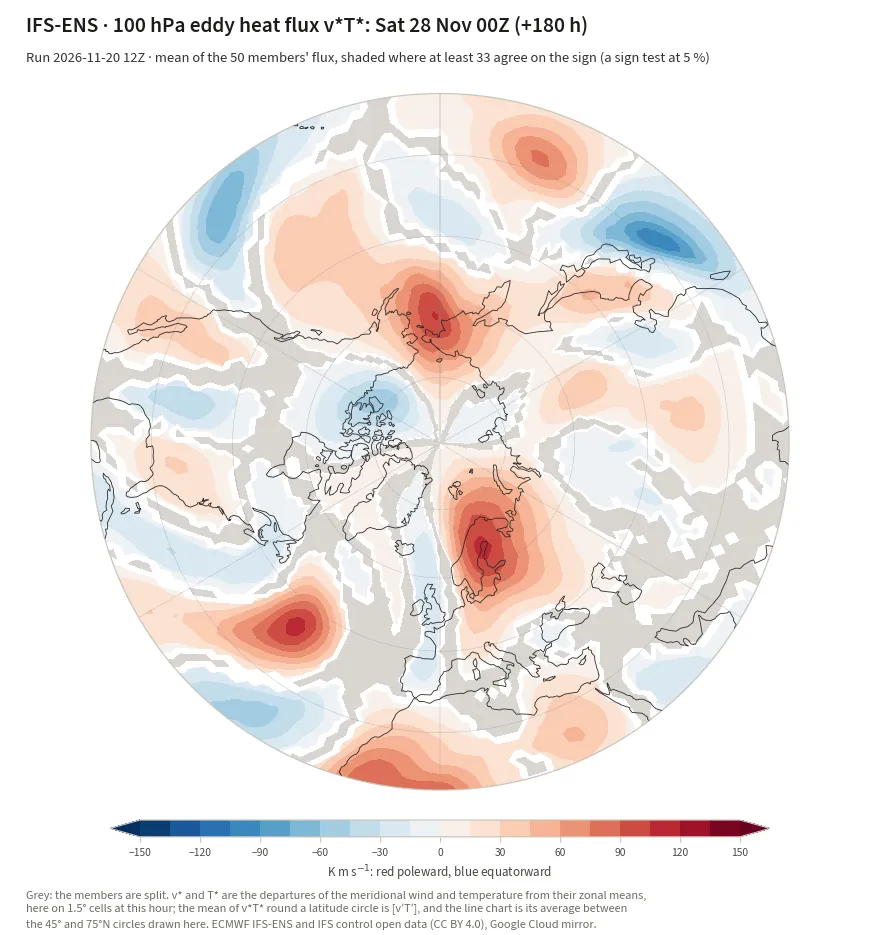 IFS-ENS · 100 hPa eddy heat flux v*T*: Sat 28 Nov 00Z (+180 h)
Run 2026-11-20 12Z · mean of the 50 members' flux, shaded where at least 33 agree on the sign (a sign test at 5 %)
−150 −120 −90 −60 −30 0 30 60 90 120 150
K m s⁻¹: red poleward, blue equatorward
Grey: the members are split. v* and T* are the departures of the meridional wind and temperature from their zonal means,
here on 1.5° cells at this hour; the mean of v*T* round a latitude circle is [v′T′], and the line chart is its average between
the 45° and 75°N circles drawn here. ECMWF IFS-ENS and IFS control open data (CC BY 4.0), Google Cloud mirror.